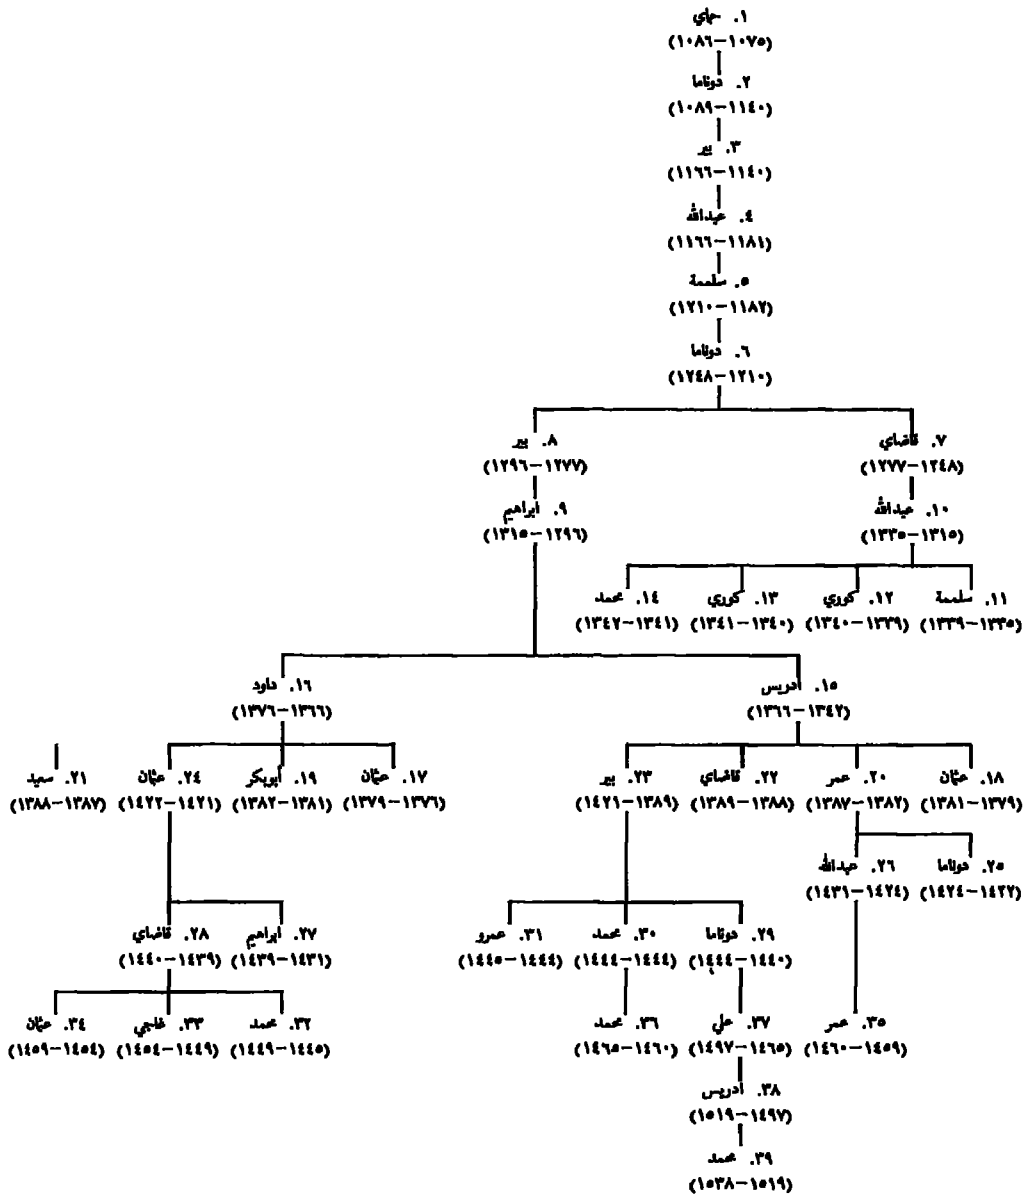 ١. حماي
(١٠٧٥–١٠٨٦)
٢. دوناما
(١١٤٠–١٠٨٩)
٣. بير
(١١٤٠–١١٦٦)
٤. عبدالله
(١١٨١–١١٦٦)
٥. سلممة
(١١٨٢–١٢١٠)
٦. دوناما
(١٢١٠–١٢٤٨)
٧. قاضاي ٨. بير
(١٢٤٨–١٢٧٧) (١٢٧٧–١٢٩٦)
١٠. عبدالله ٩. ابراهيم
(١٣١٥–١٣٣٥) (١٢٩٦–١٣١٥)
١١. سلممة ١٢. كوري ١٣. كوري ١٤. محمد
(١٣٣٥–١٣٣٩) (١٣٣٩–١٣٤٠) (١٣٤٠–١٣٤١) (١٣٤١–١٣٤٢)
١٥. ادريس ١٦. داود
(١٣٤٢–١٣٦٦) (١٣٦٦–١٣٧٦)
١٨. عثمان ٢٠. عمر ٢٢. قاضاي ٢٣. بير ١٧. عثمان ١٩. ابوبكر ٢٤. عثمان ٢١. سعيد
(١٣٧٩–١٣٨١) (١٣٨٢–١٣٨٧) (١٣٨٨–١٣٨٩) (١٣٨٩–١٤٢١) (١٣٧٦–١٣٧٩) (١٣٨١–١٣٨٢) (١٤٢١–١٤٢٢) (١٣٨٧–١٣٨٨)
٢٥. دوناما ٢٦. عبدالله
(١٤٢٢–١٤٢٤) (١٤٢٤–١٤٣١)
٢٩. دوناما ٣٠. محمد ٣١. عمرو ٢٧. ابراهيم ٢٨. قاضاي
(١٤٤٠–١٤٤٤) (١٤٤٤–١٤٤٤) (١٤٤٤–١٤٤٥) (١٤٣١–١٤٣٩) (١٤٣٩–١٤٤٠)
٣٥. عمر ٣٧. علي ٣٦. محمد ٣٢. محمد ٣٣. غاجي ٣٤. عثمان
(١٤٥٩–١٤٦٠) (١٤٦٥–١٤٩٧) (١٤٦٠–١٤٦٥) (١٤٤٥–١٤٤٩) (١٤٤٩–١٤٥٤) (١٤٥٤–١٤٥٩)
٣٨. ادريس
(١٤٩٧–١٥١٩)
٣٩. محمد
(١٥١٩–١٥٣٨)